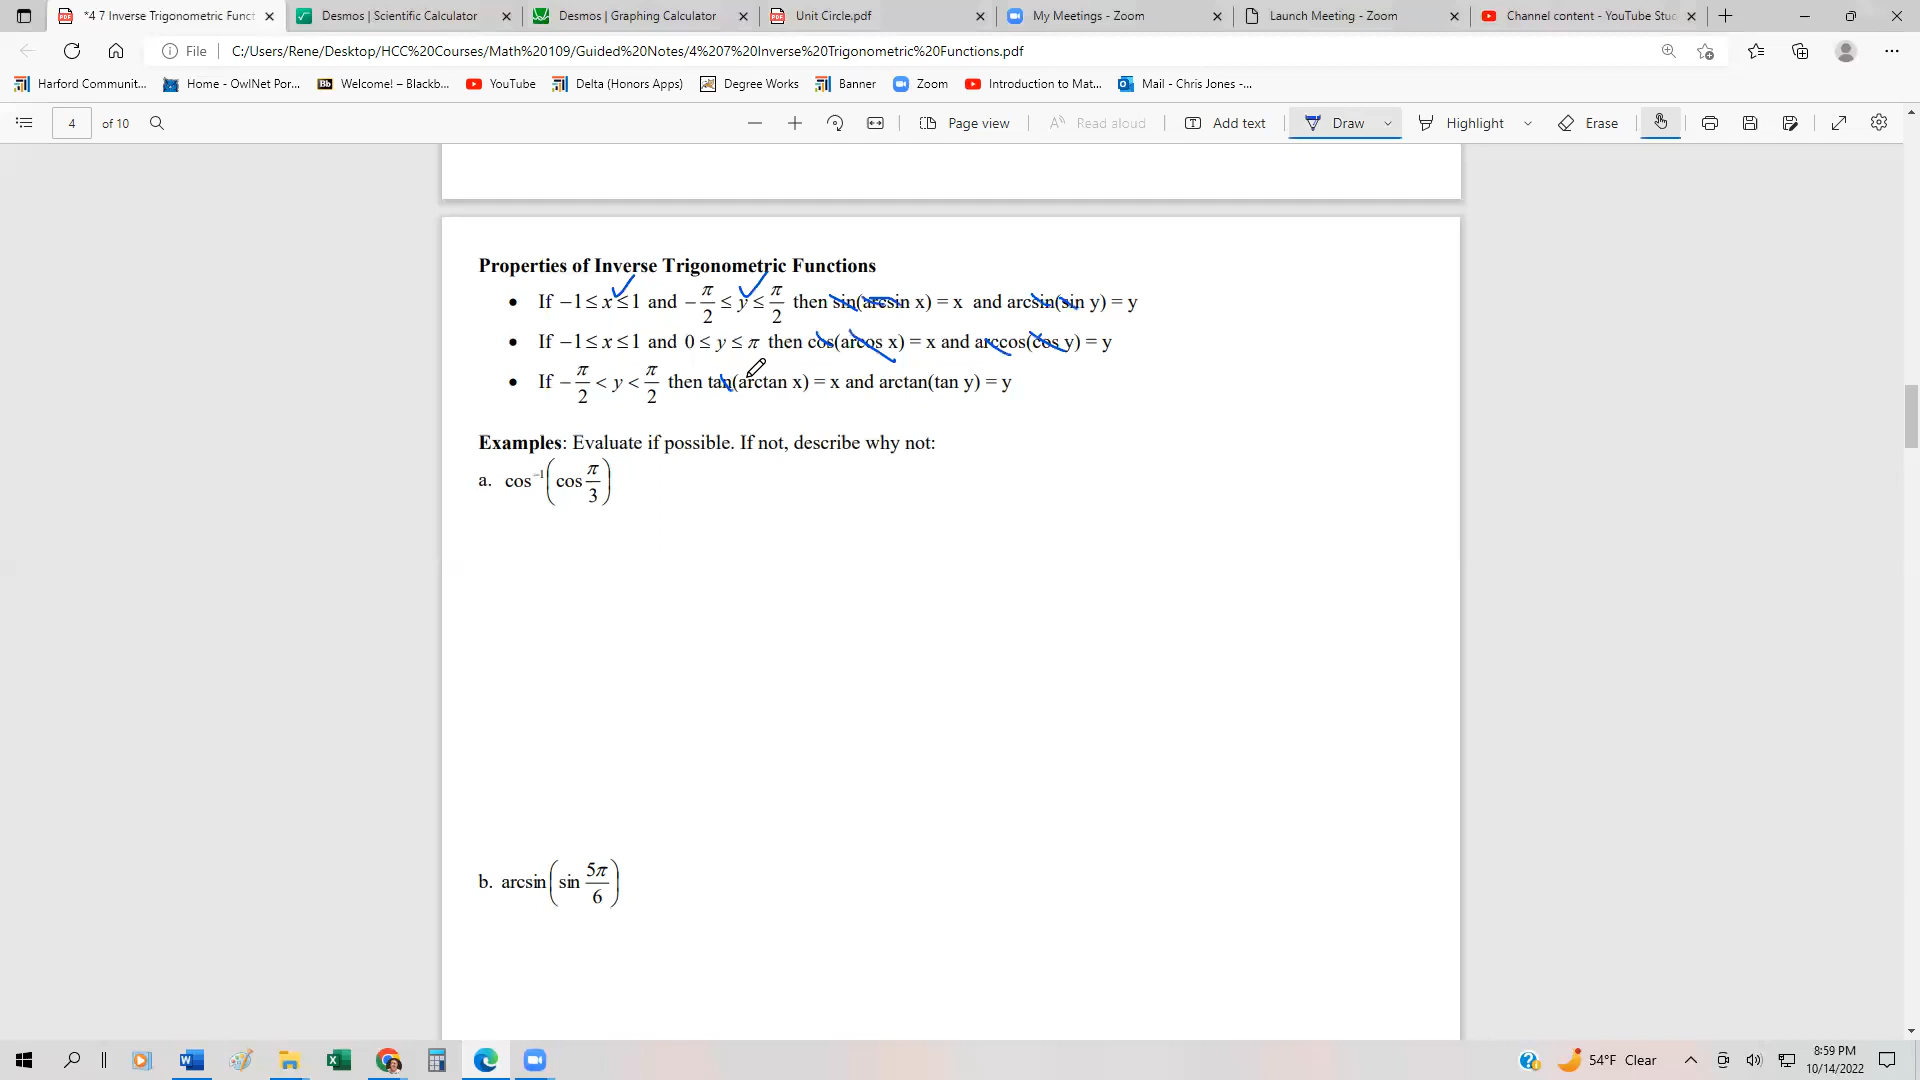 *4 7 Inverse Trigonometric Funct
Desmos | Scientific Calculator
Desmos | Graphing Calculator
Unit Circle.pdf
My Meetings - Zoom
Launch Meeting - Zoom
Channel content - YouTube Stuc
File
C:/Users/Rene/Desktop/HCC%20Courses/Math%20109/Guided%20Notes/4%207%20Inverse%20Trigonometric%20Functions.pdf
Harford Communit...
Home - OwlNet Por...
Bb Welcome! – Blackb...
YouTube
Delta (Honors Apps)
Degree Works
Banner
Zoom
Introduction to Mat...
Mail - Chris Jones -...
4 of 10
Page view
Read aloud
Add text
Draw
Highlight
Erase
Properties of Inverse Trigonometric Functions
• If −1 ≤ x ≤ 1 and −π/2 ≤ y ≤ π/2 then sin(arcsin x) = x and arcsin(sin y) = y
• If −1 ≤ x ≤ 1 and 0 ≤ y ≤ π then cos(arcos x) = x and arccos(cos y) = y
• If −π/2 < y < π/2 then tan(arctan x) = x and arctan(tan y) = y
Examples: Evaluate if possible. If not, describe why not:
a. cos⁻¹(cos π/3)
b. arcsin(sin 5π/6)
54°F Clear
8:59 PM
10/14/2022